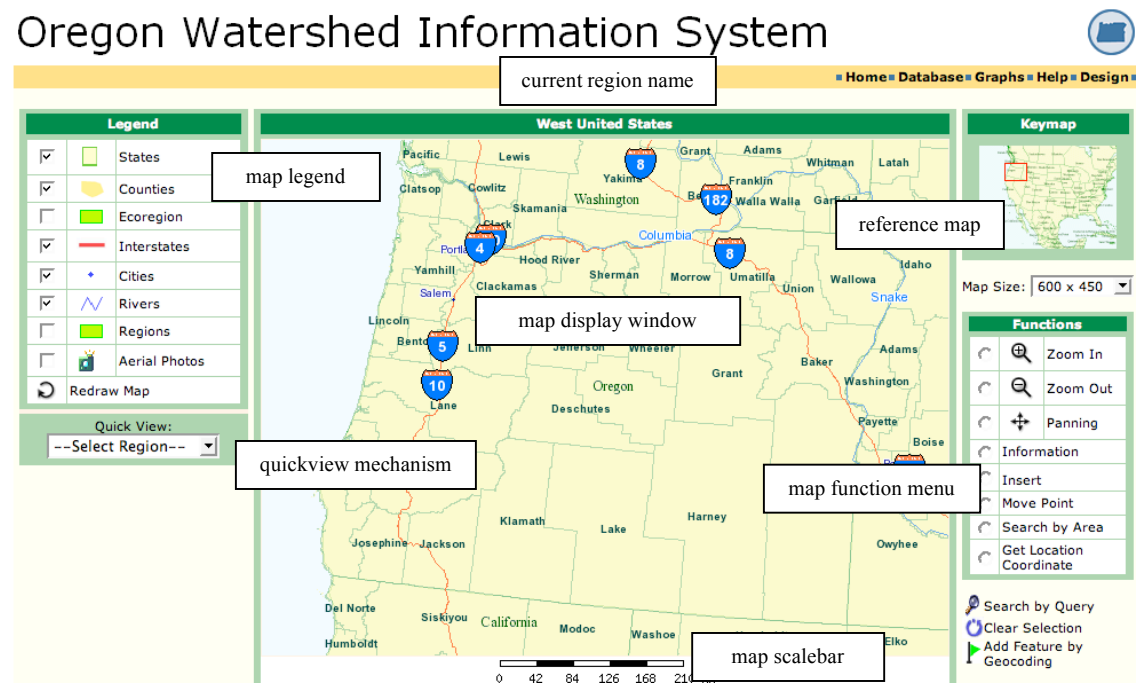 Oregon Watershed Information System
current region name
Home Database Graphs Help Design
Legend
States
Counties
Ecoregion
Interstates
Cities
Rivers
Regions
Aerial Photos
Redraw Map
map legend
Quick View:
--Select Region--
quickview mechanism
West United States
Pacific Lewis Grant Adams Whitman Latah
8
Yakima Franklin
Clatsop Cowlitz Washington 182 Walla Walla Garfield
Skamania
Clark Columbia
4
Hood River 8 Idaho
Yamhill Sherman Morrow Umatilla Wallowa
Salem Clackamas Union Snake
map display window
Lincoln
5 Linn Jefferson Wheeler Adams
Baker
10 Oregon Grant Washington
Lane Deschutes
Payette
Boise
map function menu
Klamath Lake Harney
Josephine Jackson Owyhee
Del Norte
Siskiyou California Modoc Washoe Elko
Humboldt
map scalebar
0 42 84 126 168 210
Keymap
reference map
Map Size: 600 x 450
Functions
Zoom In
Zoom Out
Panning
Information
Insert
Move Point
Search by Area
Get Location
Coordinate
Search by Query
Clear Selection
Add Feature by
Geocoding